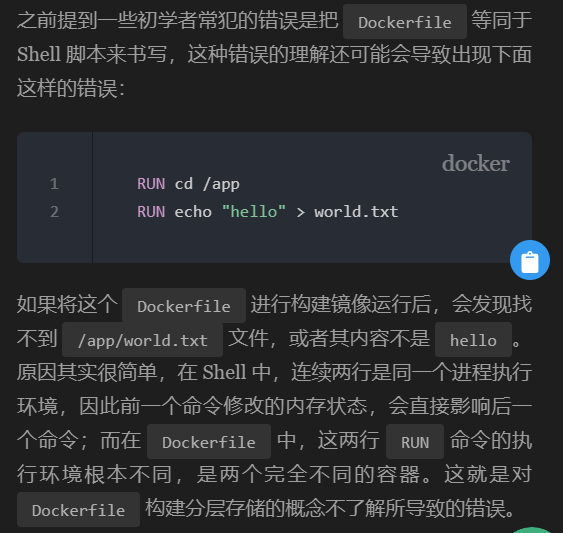 之前提到一些初学者常犯的错误是把 Dockerfile 等同于
Shell 脚本来书写，这种错误的理解还可能会导致出现下面
这样的错误：
docker
1 RUN cd /app
2 RUN echo "hello" > world.txt
如果将这个 Dockerfile 进行构建镜像运行后，会发现找
不到 /app/world.txt 文件，或者其内容不是 hello 。
原因其实很简单，在 Shell 中，连续两行是同一个进程执行
环境，因此前一个命令修改的内存状态，会直接影响后一
个命令；而在 Dockerfile 中，这两行 RUN 命令的执
行环境根本不同，是两个完全不同的容器。这就是对
Dockerfile 构建分层存储的概念不了解所导致的错误。